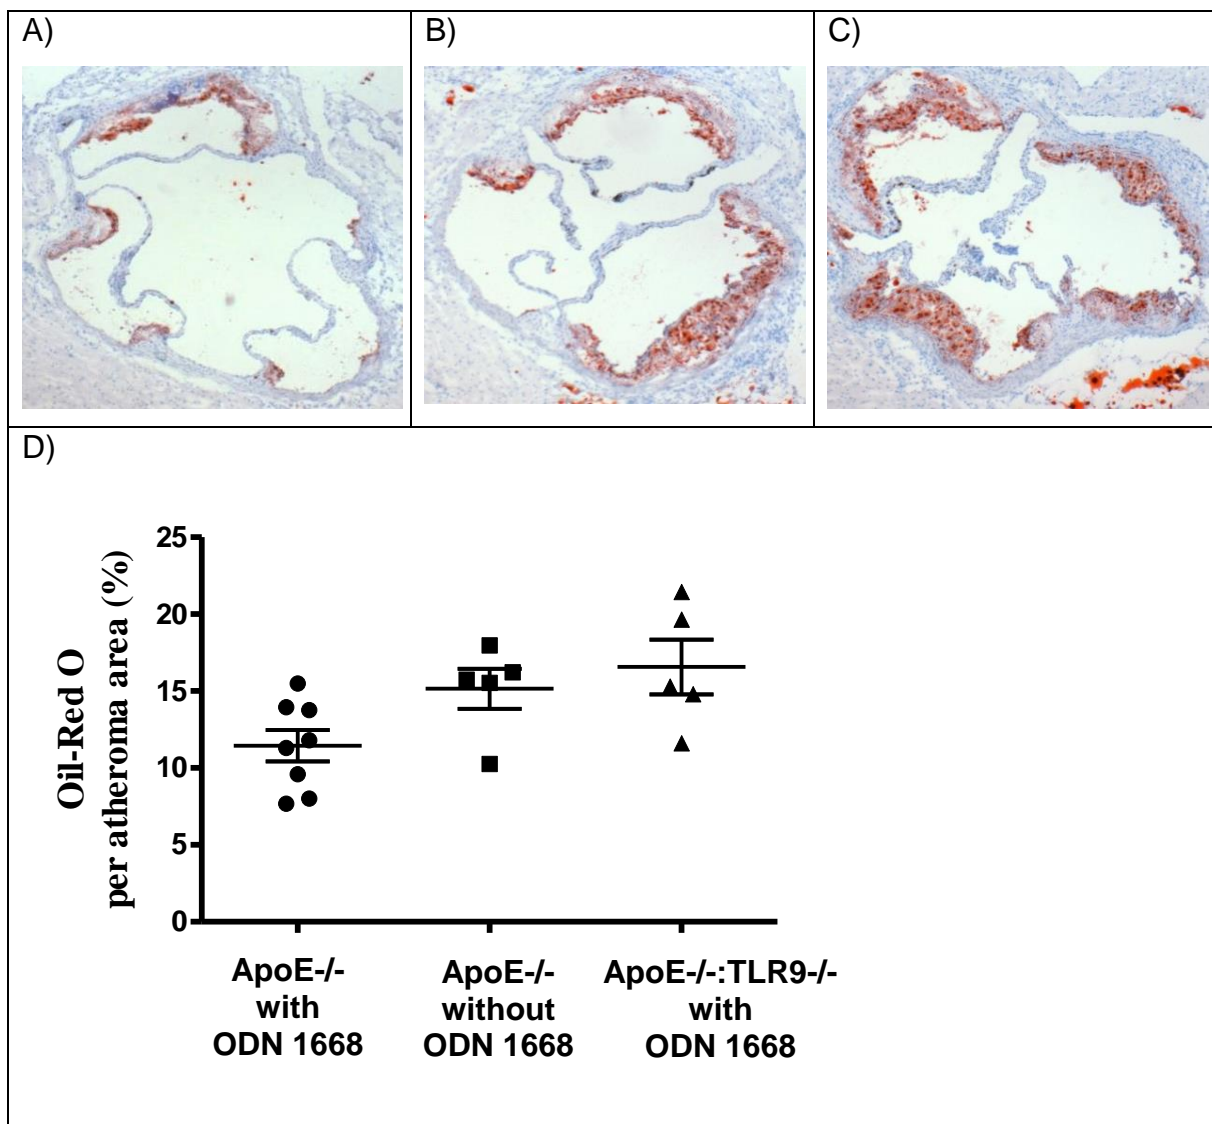 A)
B)
C)
D)
Oil-Red O
per atheroma area (%)
25
20
15
10
5
0
ApoE-/-
with
ODN 1668
ApoE-/-
without
ODN 1668
ApoE-/-:TLR9-/-
with
ODN 1668